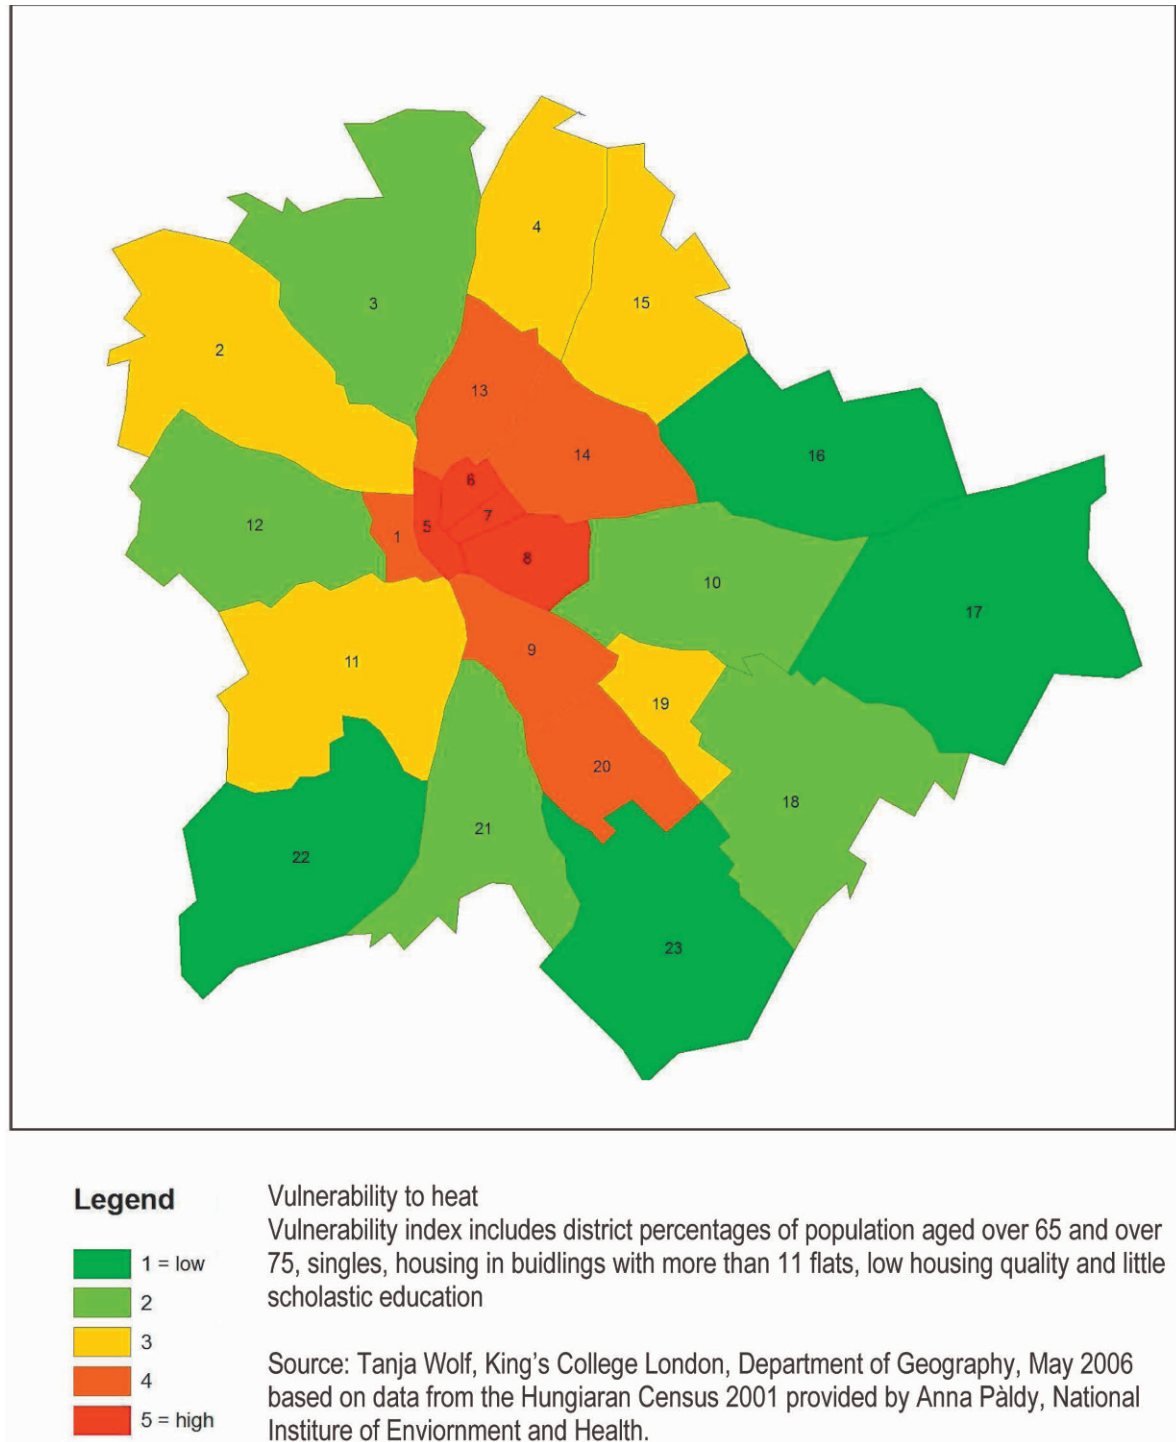 4
15
3
2
13
14
16
6
7
5
8
12
1
10
17
9
11
19
20
18
21
22
23
Legend
1 = low
2
3
4
5 = high
Vulnerability to heat
Vulnerability index includes district percentages of population aged over 65 and over
75, singles, housing in buidlings with more than 11 flats, low housing quality and little
scholastic education
Source: Tanja Wolf, King's College London, Department of Geography, May 2006
based on data from the Hungiaran Census 2001 provided by Anna Pàldy, National
Institure of Enviornment and Health.